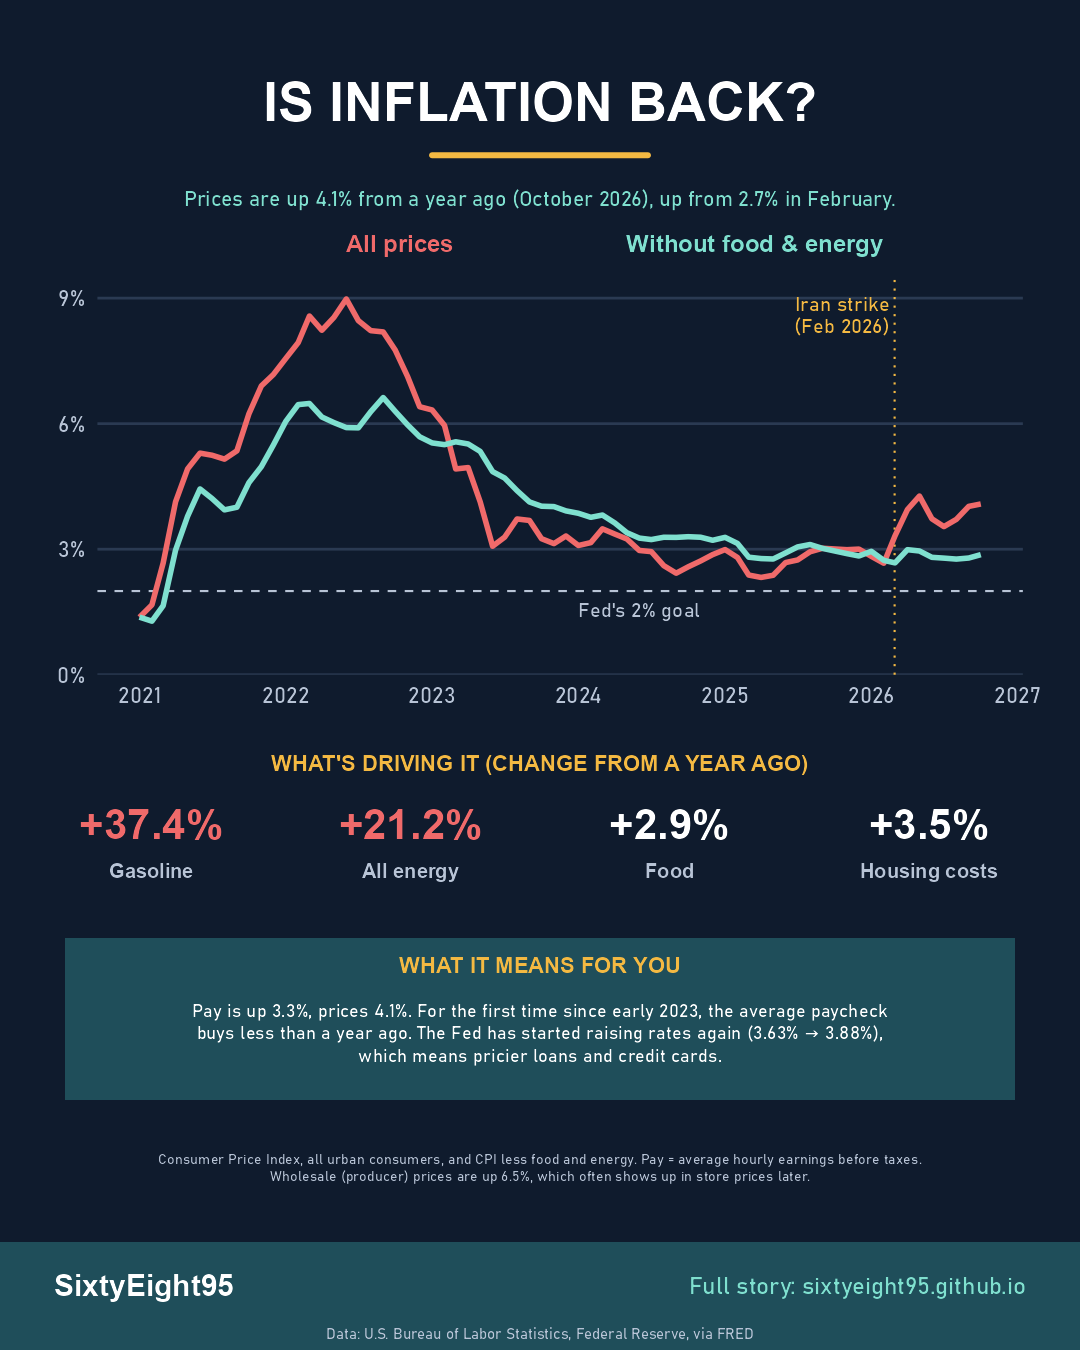 IS INFLATION BACK?
Prices are up 4.1% from a year ago (October 2026), up from 2.7% in February.
All prices
Without food & energy
9%
Iran strike
(Feb 2026)
6%
3%
Fed's 2% goal
0%
2021 2022 2023 2024 2025 2026 2027
WHAT'S DRIVING IT (CHANGE FROM A YEAR AGO)
+37.4% +21.2% +2.9% +3.5%
Gasoline All energy Food Housing costs
WHAT IT MEANS FOR YOU
Pay is up 3.3%, prices 4.1%. For the first time since early 2023, the average paycheck
buys less than a year ago. The Fed has started raising rates again (3.63% → 3.88%),
which means pricier loans and credit cards.
Consumer Price Index, all urban consumers, and CPI less food and energy. Pay = average hourly earnings before taxes.
Wholesale (producer) prices are up 6.5%, which often shows up in store prices later.
SixtyEight95
Full story: sixtyeight95.github.io
Data: U.S. Bureau of Labor Statistics, Federal Reserve, via FRED